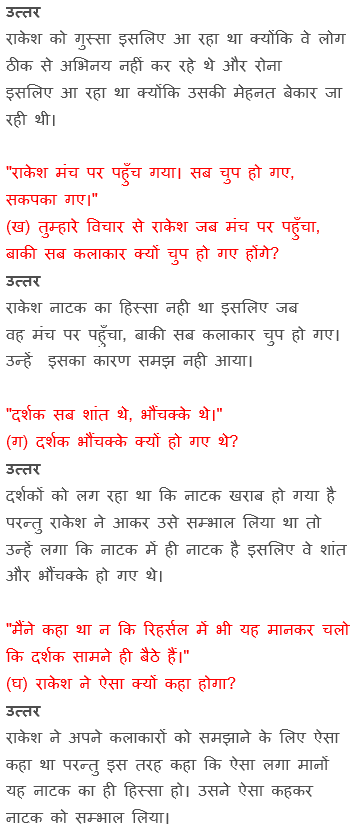 उत्तर
राकेश को गुस्सा इसलिए आ रहा था क्योंकि वे लोग
ठीक से अभिनय नहीं कर रहे थे और रोना
इसलिए आ रहा था क्योंकि उसकी मेहनत बेकार जा
रही थी।
"राकेश मंच पर पहुँच गया। सब चुप हो गए,
सकपका गए।"
(ख) तुम्हारे विचार से राकेश जब मंच पर पहुँचा,
बाकी सब कलाकार क्यों चुप हो गए होंगे?
उत्तर
राकेश नाटक का हिस्सा नही था इसलिए जब
वह मंच पर पहुँचा, बाकी सब कलाकार चुप हो गए।
उन्हें इसका कारण समझ नही आया।
"दर्शक सब शांत थे, भौंचक्के थे।"
(ग) दर्शक भौंचक्के क्यों हो गए थे?
उत्तर
दर्शकों को लग रहा था कि नाटक खराब हो गया है
परन्तु राकेश ने आकर उसे सम्भाल लिया था तो
उन्हें लगा कि नाटक में ही नाटक है इसलिए वे शांत
और भौंचक्के हो गए थे।
"मैंने कहा था न कि रिहर्सल में भी यह मानकर चलो
कि दर्शक सामने ही बैठे हैं।"
(घ) राकेश ने ऐसा क्यों कहा होगा?
उत्तर
राकेश ने अपने कलाकारों को समझाने के लिए ऐसा
कहा था परन्तु इस तरह कहा कि ऐसा लगा मानों
यह नाटक का ही हिस्सा हो। उसने ऐसा कहकर
नाटक को सम्भाल लिया।